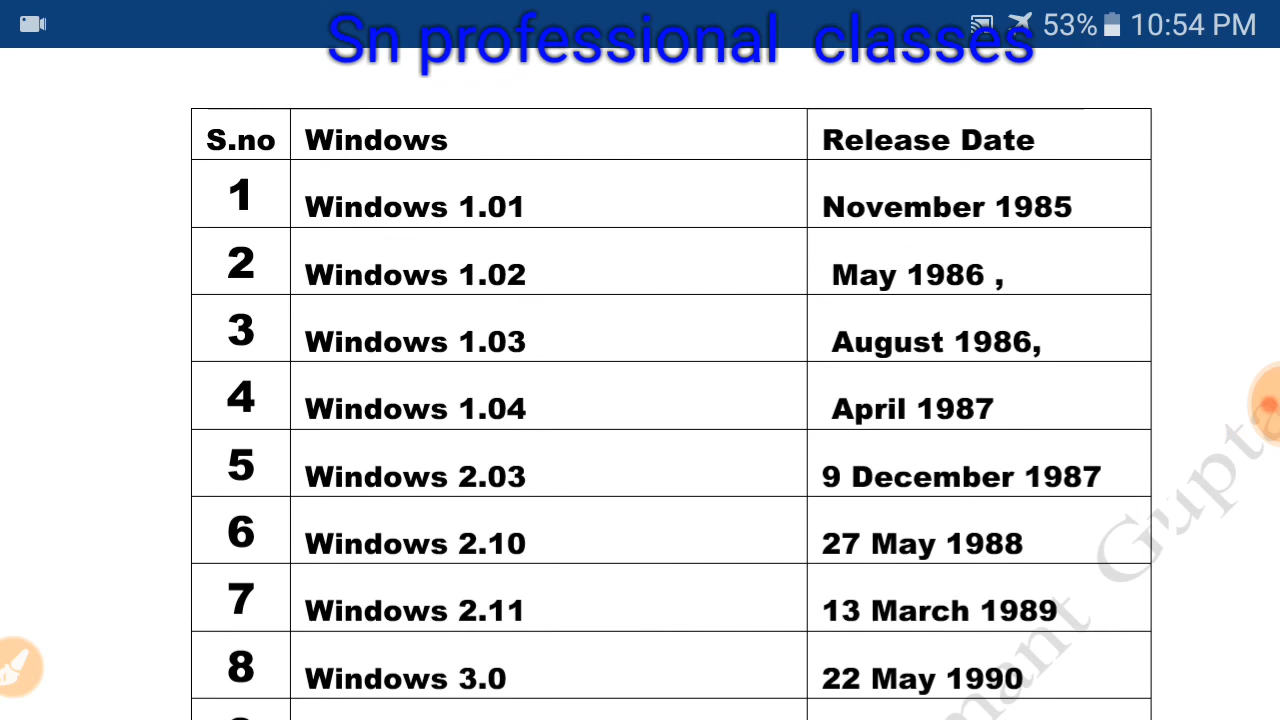 53% 10:54 PM
Sn professional classes
S.no Windows Release Date
1 Windows 1.01 November 1985
2 Windows 1.02 May 1986 ,
3 Windows 1.03 August 1986,
4 Windows 1.04 April 1987
5 Windows 2.03 9 December 1987
6 Windows 2.10 27 May 1988
7 Windows 2.11 13 March 1989
8 Windows 3.0 22 May 1990
Gupta